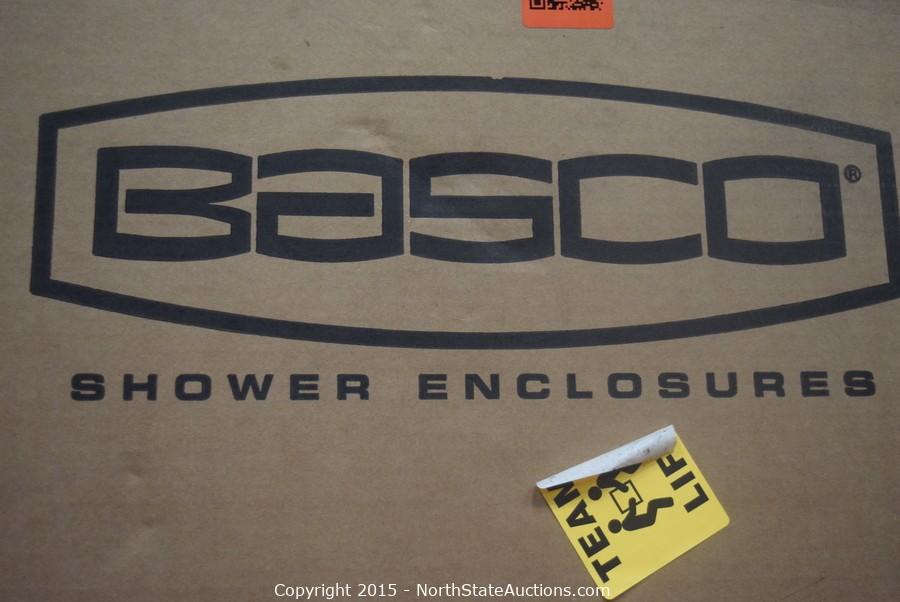 BASCO®
SHOWER ENCLOSURES
TEAM
LIF
Copyright 2015 - NorthStateAuctions.com